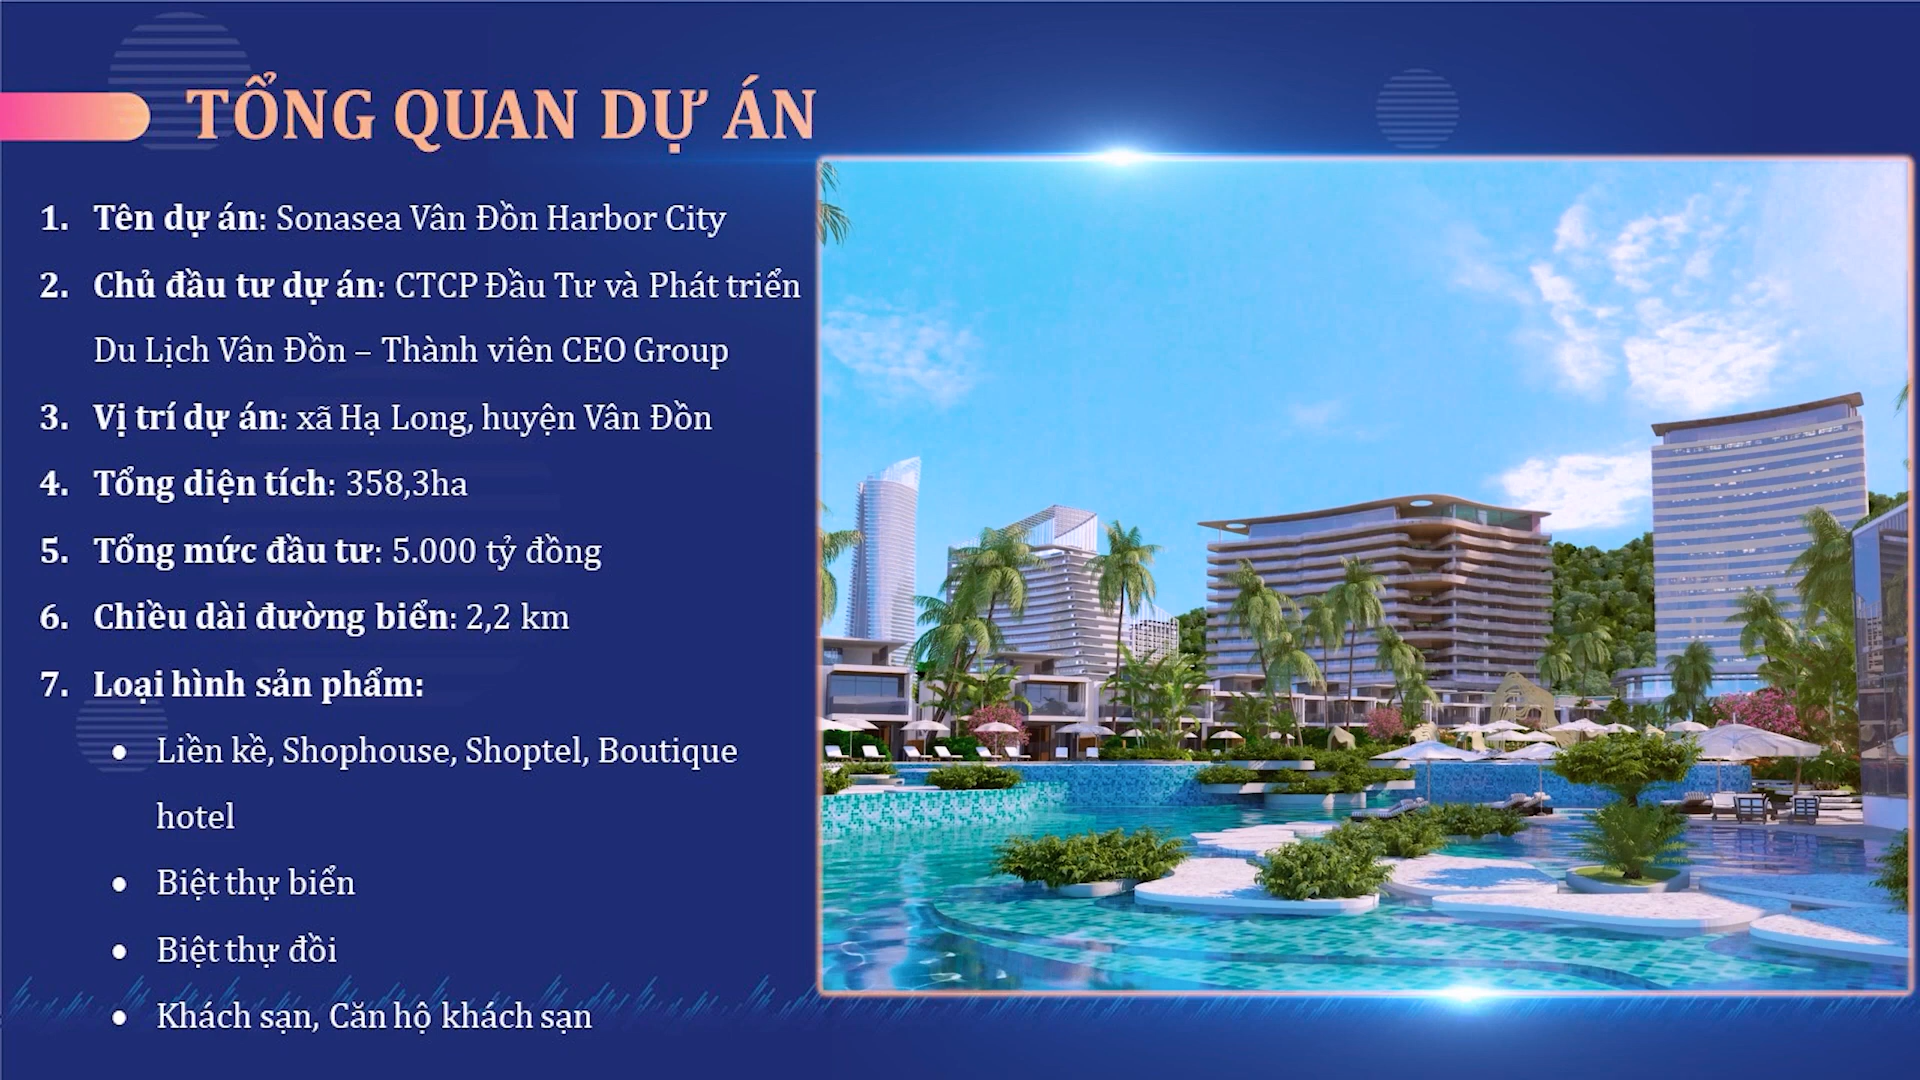 TỔNG QUAN DỰ ÁN
1. Tên dự án: Sonasea Vân Đồn Harbor City
2. Chủ đầu tư dự án: CTCP Đầu Tư và Phát triển
Du Lịch Vân Đồn – Thành viên CEO Group
3. Vị trí dự án: xã Hạ Long, huyện Vân Đồn
4. Tổng diện tích: 358,3ha
5. Tổng mức đầu tư: 5.000 tỷ đồng
6. Chiều dài đường biển: 2,2 km
7. Loại hình sản phẩm:
• Liền kề, Shophouse, Shoptel, Boutique
hotel
• Biệt thự biển
• Biệt thự đồi
• Khách sạn, Căn hộ khách sạn